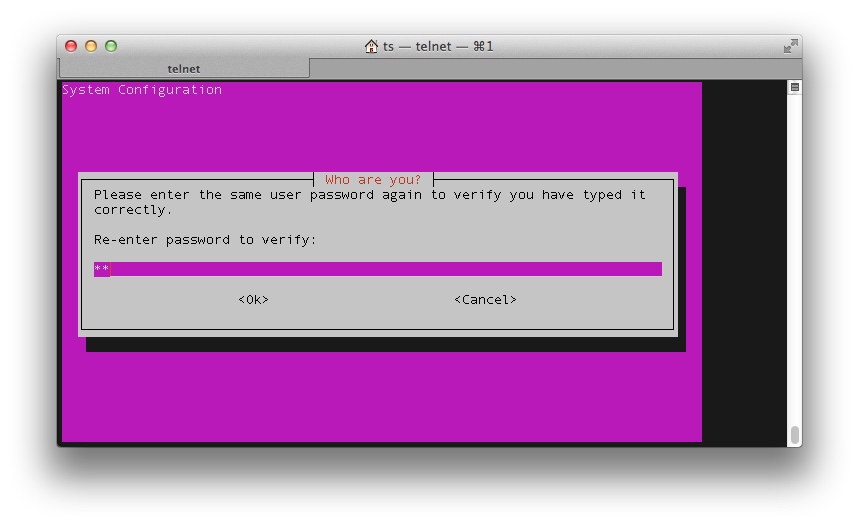 ts — telnet — ⌘1
telnet
System Configuration
Who are you?
Please enter the same user password again to verify you have typed it
correctly.
Re-enter password to verify:
**
<Ok> <Cancel>